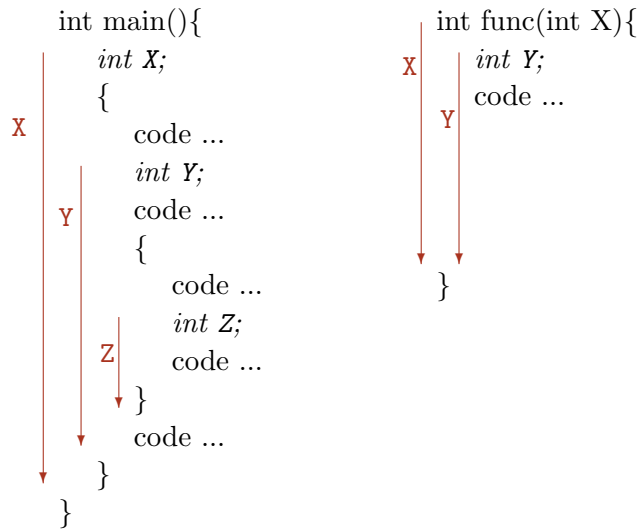 int main(){
int X;
{
code ...
X
int Y;
Y
code ...
{
code ...
int Z;
Z
code ...
}
code ...
}
}
int func(int X){
X
int Y;
code ...
Y
}